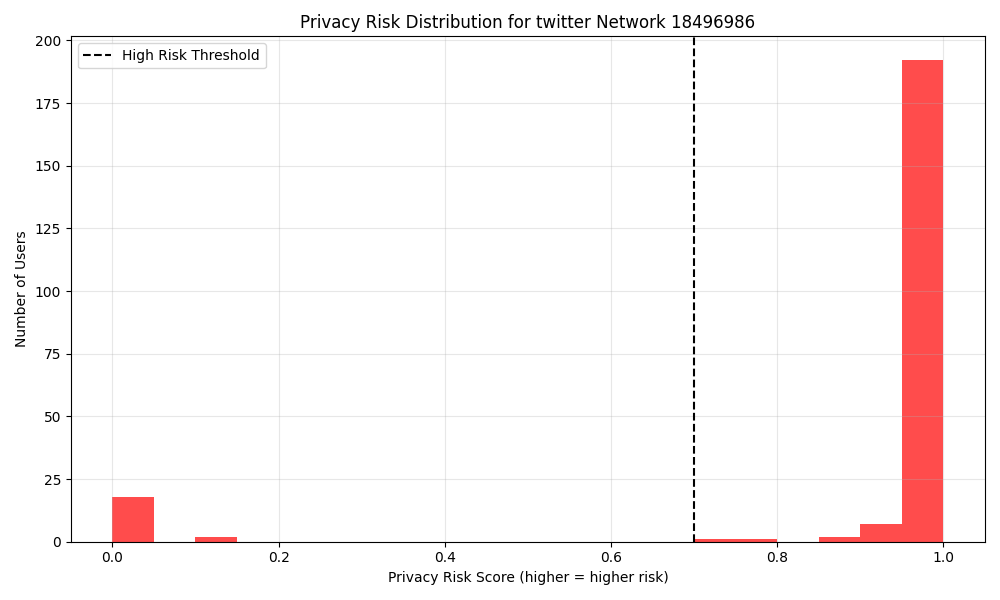 Privacy Risk Distribution for twitter Network 18496986
High Risk Threshold
200
175
150
125
100
75
50
25
0
Number of Users
0.0 0.2 0.4 0.6 0.8 1.0
Privacy Risk Score (higher = higher risk)